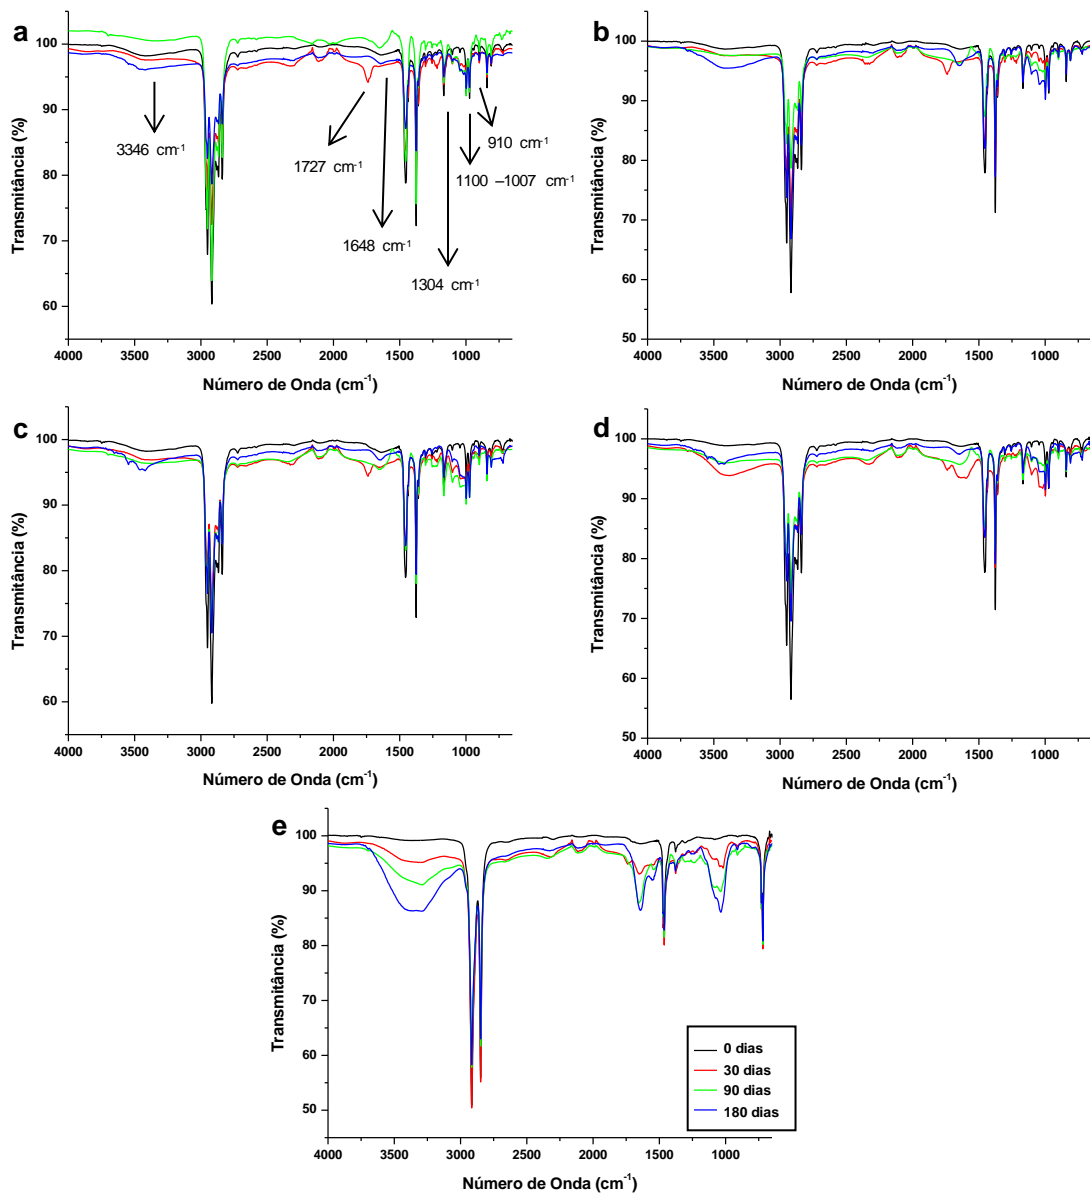 a
100
90
80
70
60
4000
3500
3000
2500
2000
1500
1000
Transmitância (%)
Número de Onda (cm-1)
3346 cm-1
1727 cm-1
1648 cm-1
1304 cm-1
1100 –1007 cm-1
910 cm-1
b
100
90
80
70
60
50
4000
3500
3000
2500
2000
1500
1000
Transmitância (%)
Número de Onda (cm-1)
c
100
90
80
70
60
4000
3500
3000
2500
2000
1500
1000
Transmitância (%)
Número de Onda (cm-1)
d
100
90
80
70
60
50
4000
3500
3000
2500
2000
1500
1000
Transmitância (%)
Número de Onda (cm-1)
e
100
90
80
70
60
50
4000
3500
3000
2500
2000
1500
1000
Transmitância (%)
Número de Onda (cm-1)
0 dias
30 dias
90 dias
180 dias